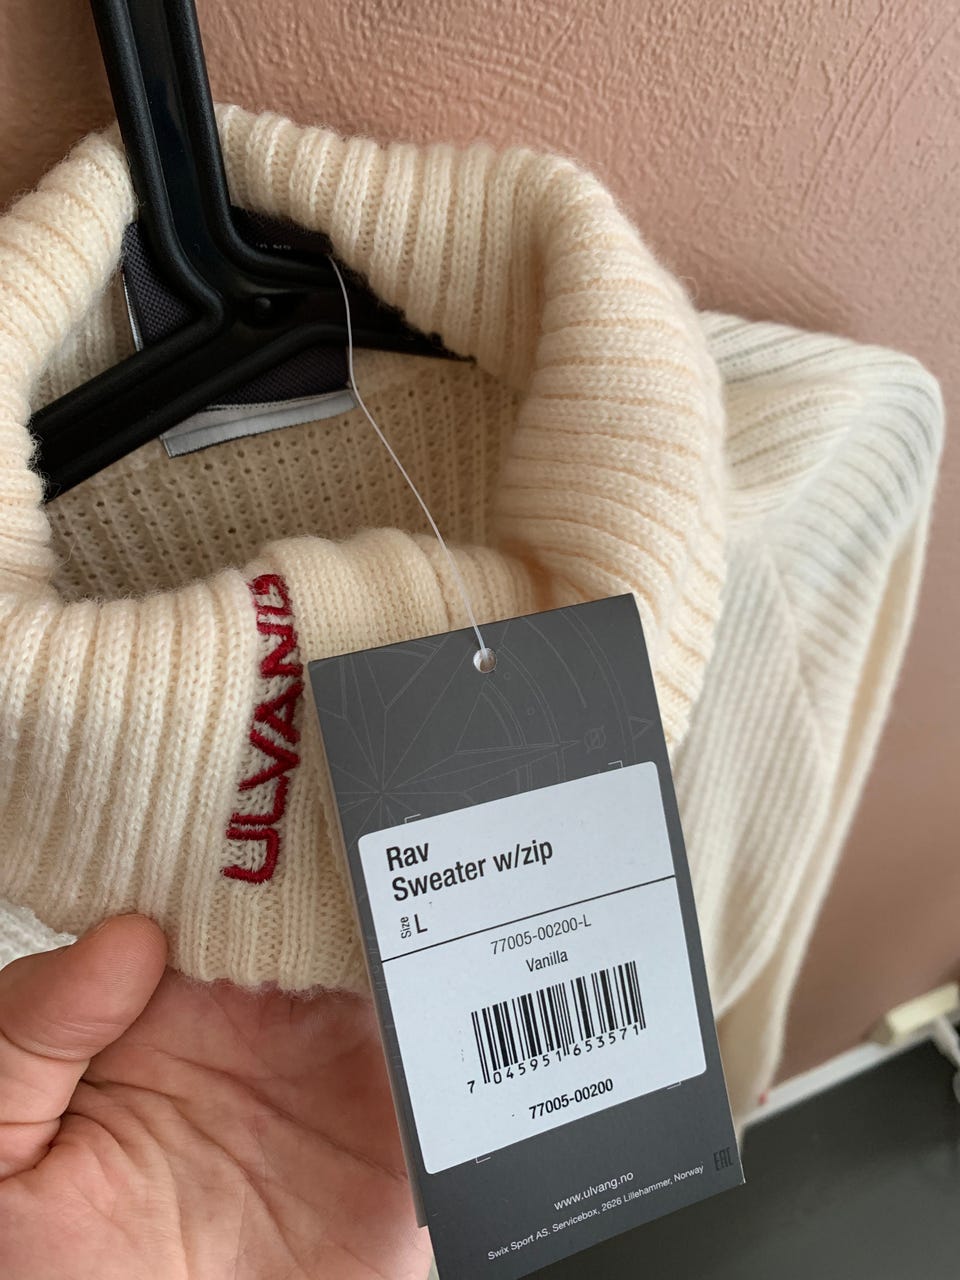 ULVANG
Rav
Sweater w/zip
Size L
77005-00200-L
Vanilla
7 045951 653571
77005-00200
www.ulvang.no
Swix Sport AS. Servicebox, 2626 Lillehammer, Norway
EAC